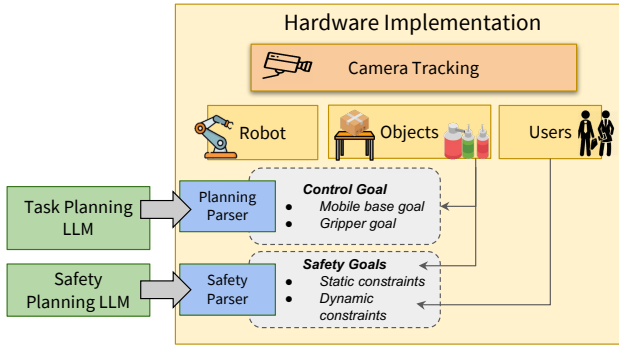 Hardware Implementation
Camera Tracking
Robot
Objects
Users
Task Planning
LLM
Planning
Parser
Control Goal
● Mobile base goal
● Gripper goal
Safety
Planning LLM
Safety
Parser
Safety Goals
● Static constraints
● Dynamic
constraints